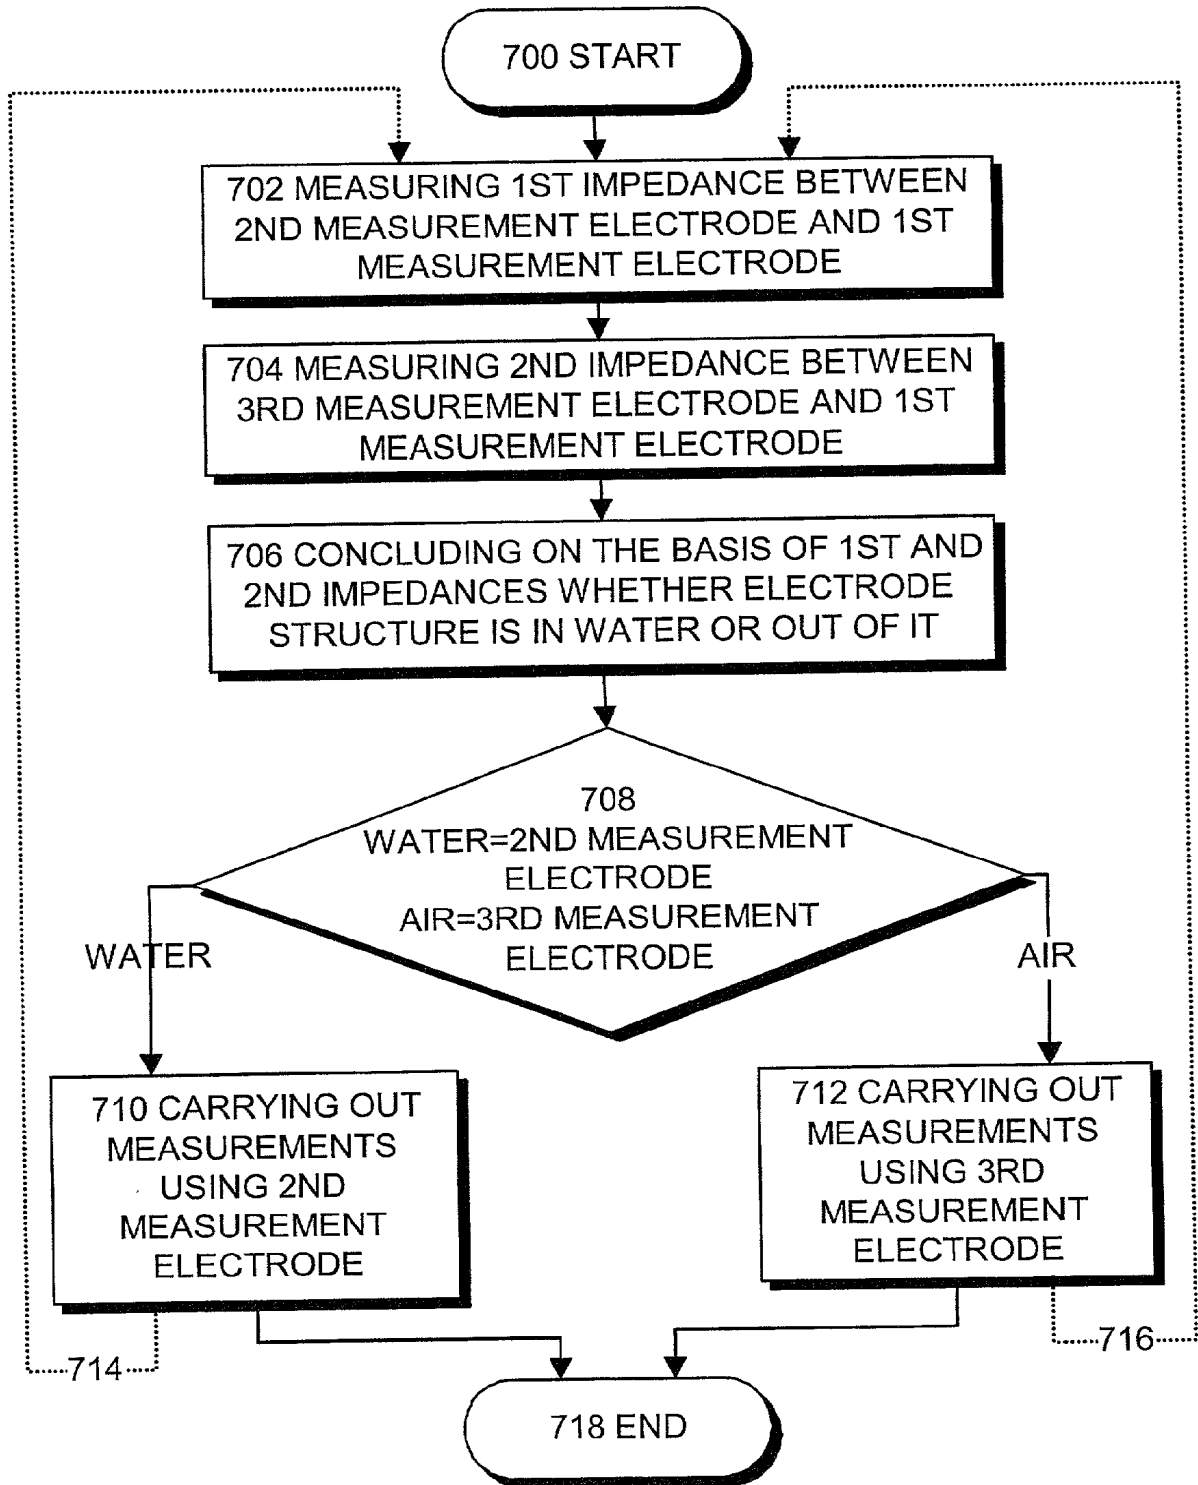 700 START
702 MEASURING 1ST IMPEDANCE BETWEEN
2ND MEASUREMENT ELECTRODE AND 1ST
MEASUREMENT ELECTRODE
704 MEASURING 2ND IMPEDANCE BETWEEN
3RD MEASUREMENT ELECTRODE AND 1ST
MEASUREMENT ELECTRODE
706 CONCLUDING ON THE BASIS OF 1ST AND
2ND IMPEDANCES WHETHER ELECTRODE
STRUCTURE IS IN WATER OR OUT OF IT
708
WATER=2ND MEASUREMENT
ELECTRODE
AIR=3RD MEASUREMENT
ELECTRODE
WATER
AIR
710 CARRYING OUT
MEASUREMENTS
USING 2ND
MEASUREMENT
ELECTRODE
712 CARRYING OUT
MEASUREMENTS
USING 3RD
MEASUREMENT
ELECTRODE
714
716
718 END